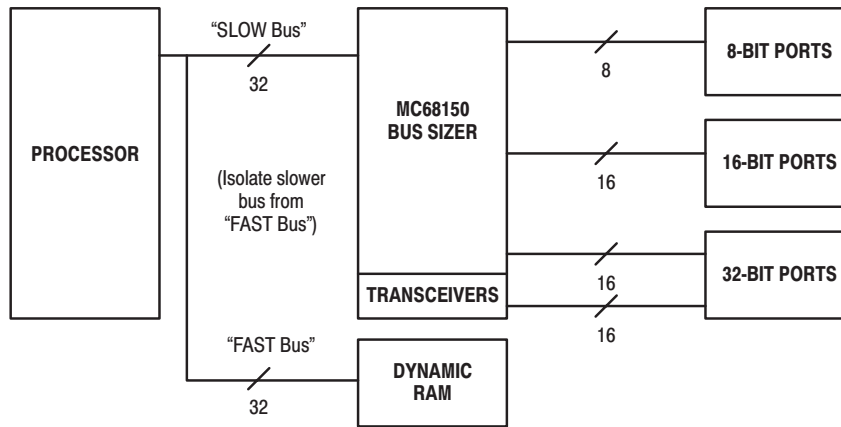 “SLOW Bus”
32
PROCESSOR
(Isolate slower
bus from
“FAST Bus”)
“FAST Bus”
32
MC68150
BUS SIZER
TRANSCEIVERS
DYNAMIC
RAM
8
8-BIT PORTS
16
16-BIT PORTS
16
16
32-BIT PORTS